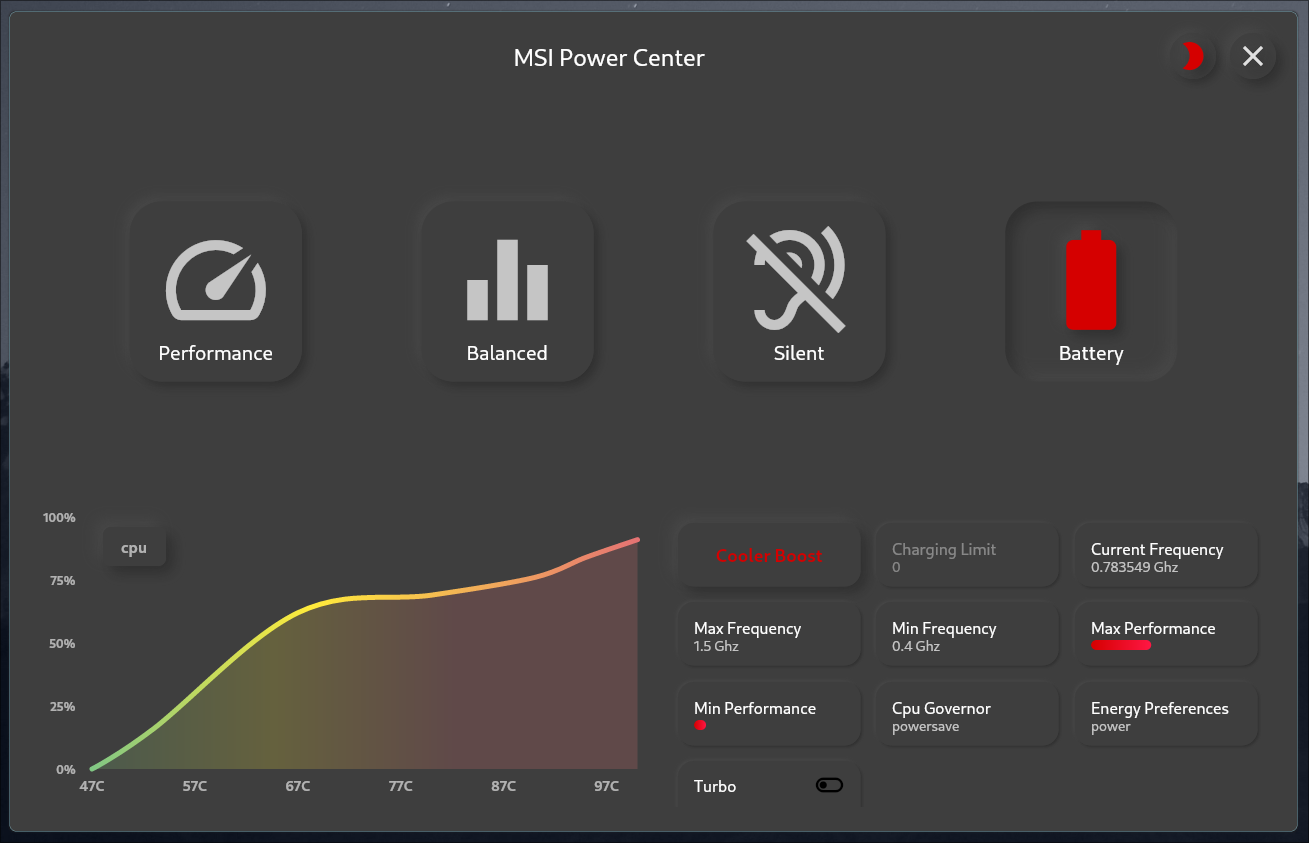 MSI Power Center
Performance
Balanced
Silent
Battery
100%
75%
50%
25%
0%
cpu
47C
57C
67C
77C
87C
97C
Cooler Boost
Charging Limit
0
Current Frequency
0.783549 Ghz
Max Frequency
1.5 Ghz
Min Frequency
0.4 Ghz
Max Performance
Min Performance
Cpu Governor
powersave
Energy Preferences
power
Turbo